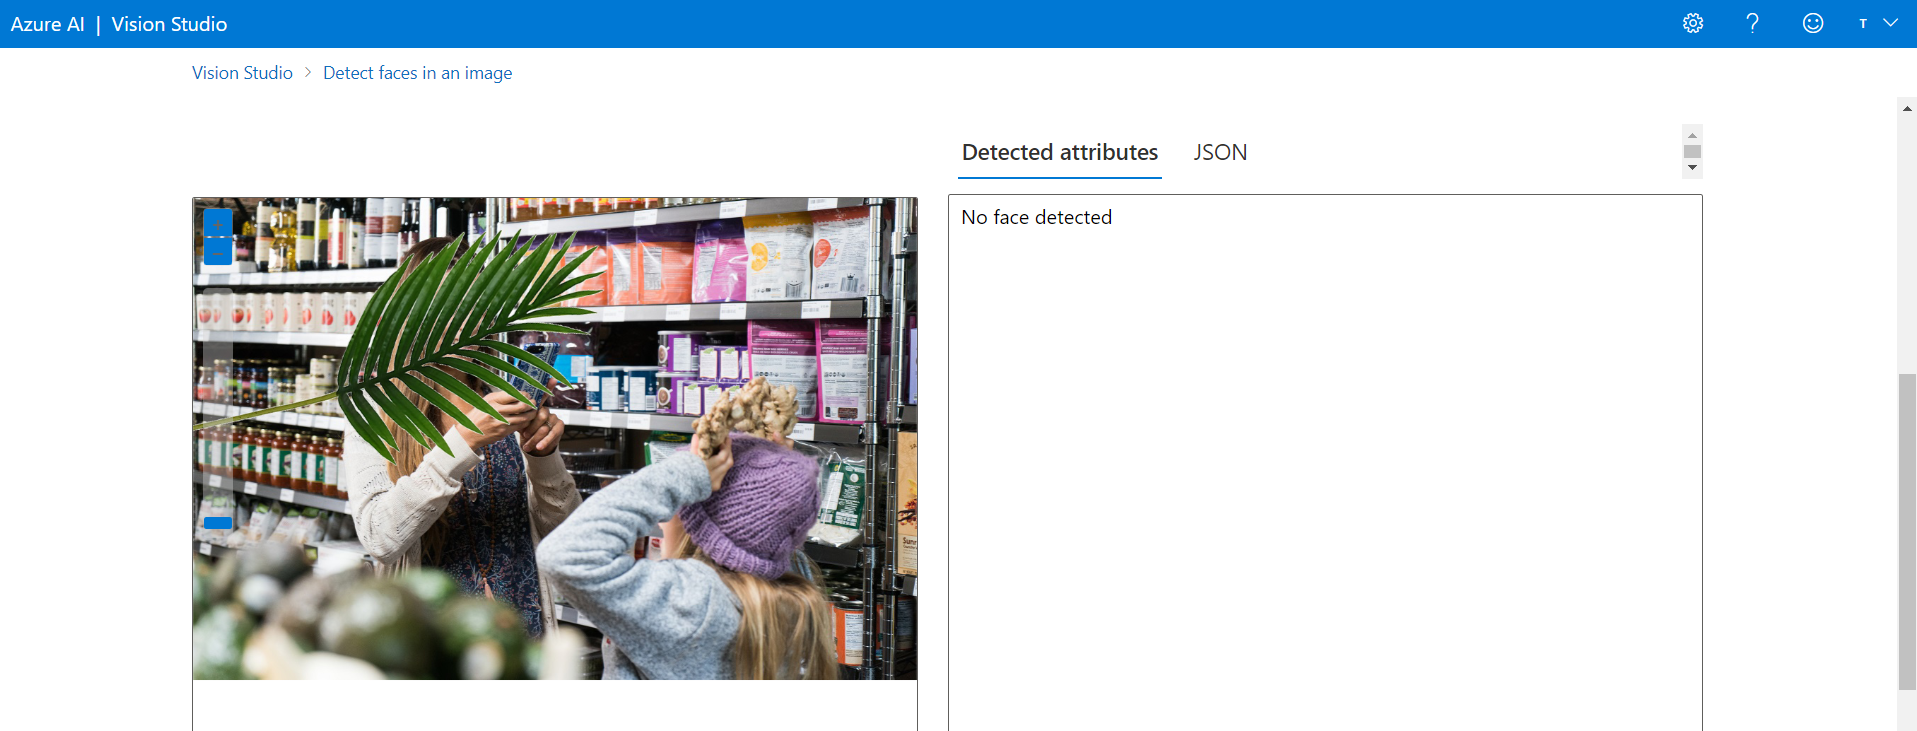 Azure AI | Vision Studio
T
Vision Studio > Detect faces in an image
Detected attributes
JSON
No face detected